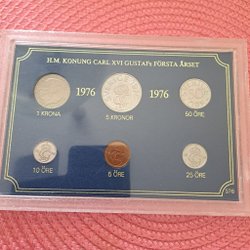 H.M. KONUNG CARL XVI GUSTAFs FÖRSTA ÅRSET
1976 1976
1 KRONA 5 KRONOR 50 ÖRE
10 ÖRE 5 ÖRE 25 ÖRE